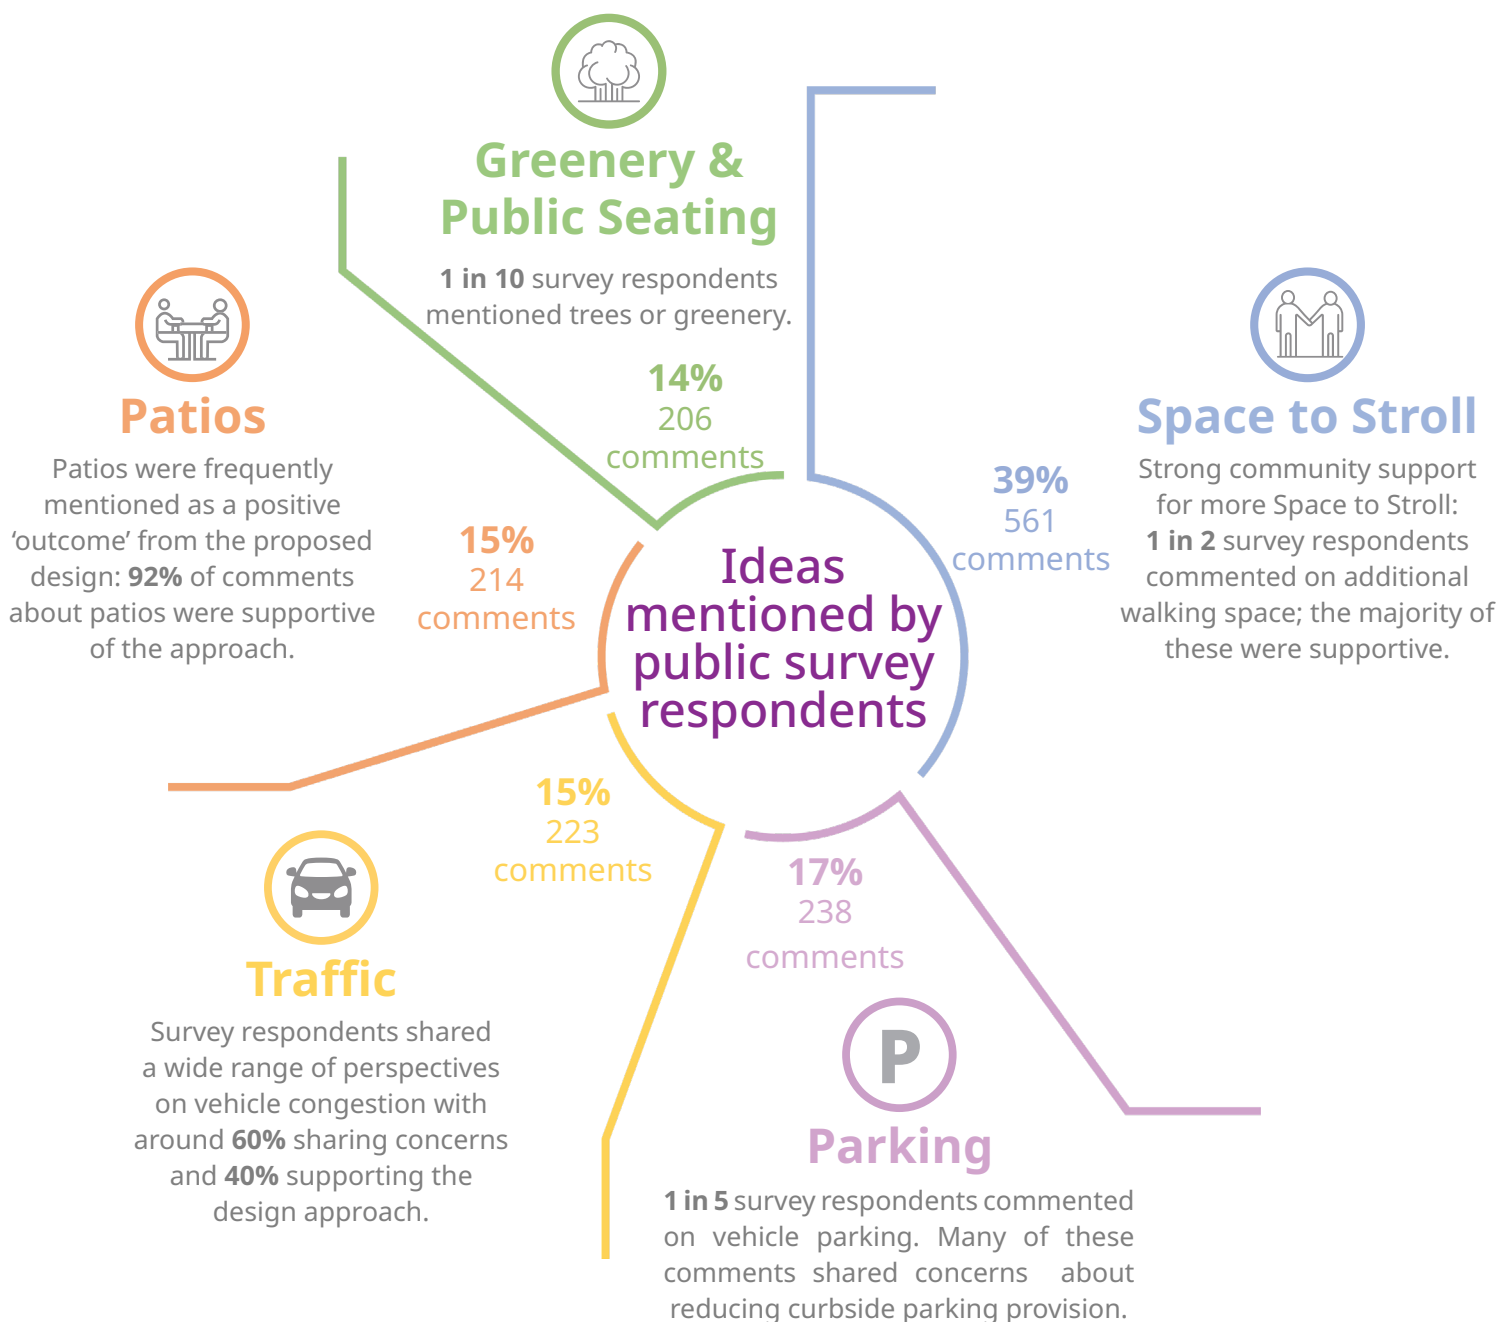 Greenery &
Public Seating
1 in 10 survey respondents
mentioned trees or greenery.
14%
206
comments
Space to Stroll
Strong community support
for more Space to Stroll:
1 in 2 survey respondents
commented on additional
walking space; the majority of
these were supportive.
39%
561
comments
Patios
Patios were frequently
mentioned as a positive
‘outcome’ from the proposed
design: 92% of comments
about patios were supportive
of the approach.
15%
214
comments
Ideas
mentioned by
public survey
respondents
15%
223
comments
Traffic
Survey respondents shared
a wide range of perspectives
on vehicle congestion with
around 60% sharing concerns
and 40% supporting the
design approach.
17%
238
comments
P
Parking
1 in 5 survey respondents commented
on vehicle parking. Many of these
comments shared concerns about
reducing curbside parking provision.